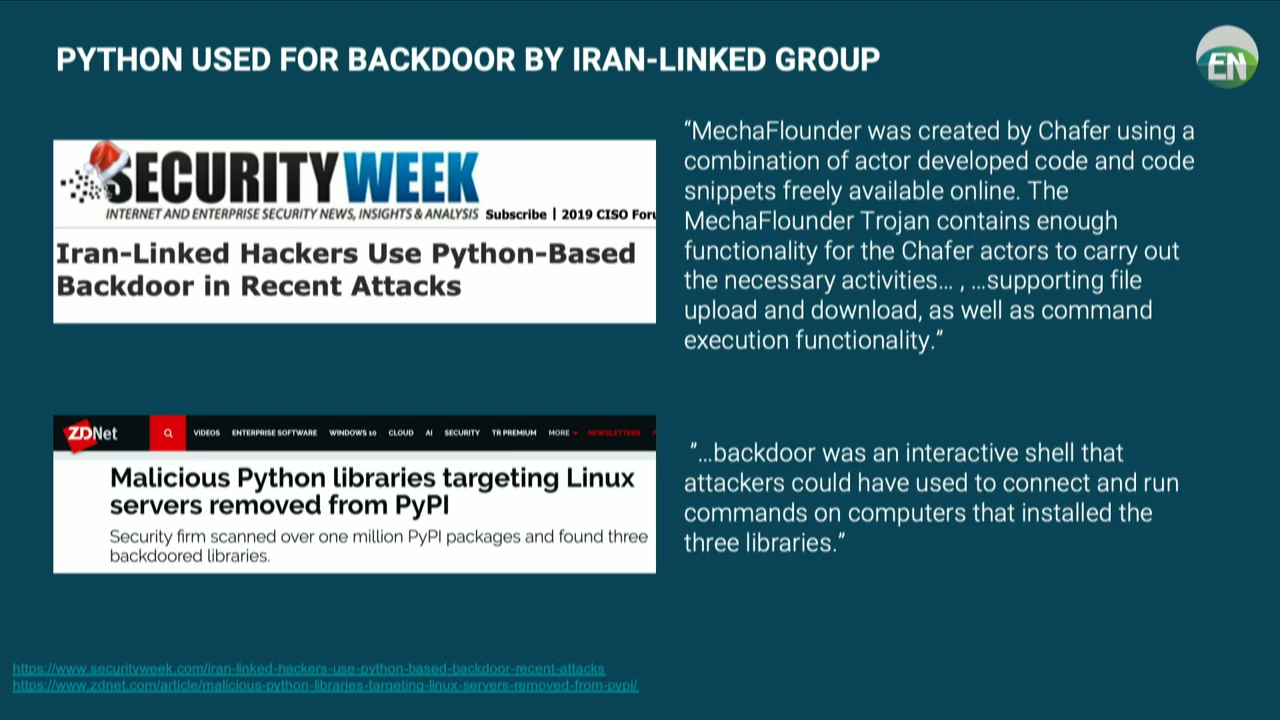 PYTHON USED FOR BACKDOOR BY IRAN-LINKED GROUP
EN
SECURITYWEEK
INTERNET AND ENTERPRISE SECURITY NEWS, INSIGHTS & ANALYSIS
Subscribe | 2019 CISO Foru
Iran-Linked Hackers Use Python-Based
Backdoor in Recent Attacks
“MechaFlounder was created by Chafer using a
combination of actor developed code and code
snippets freely available online. The
MechaFlounder Trojan contains enough
functionality for the Chafer actors to carry out
the necessary activities… , …supporting file
upload and download, as well as command
execution functionality.”
ZDNet
VIDEOS ENTERPRISE SOFTWARE WINDOWS 10 CLOUD AI SECURITY TR PREMIUM MORE NEWSLETTERS
Malicious Python libraries targeting Linux
servers removed from PyPI
Security firm scanned over one million PyPI packages and found three
backdoored libraries.
”…backdoor was an interactive shell that
attackers could have used to connect and run
commands on computers that installed the
three libraries.”
https://www.securityweek.com/iran-linked-hackers-use-python-based-backdoor-recent-attacks
https://www.zdnet.com/article/malicious-python-libraries-targeting-linux-servers-removed-from-pypi/